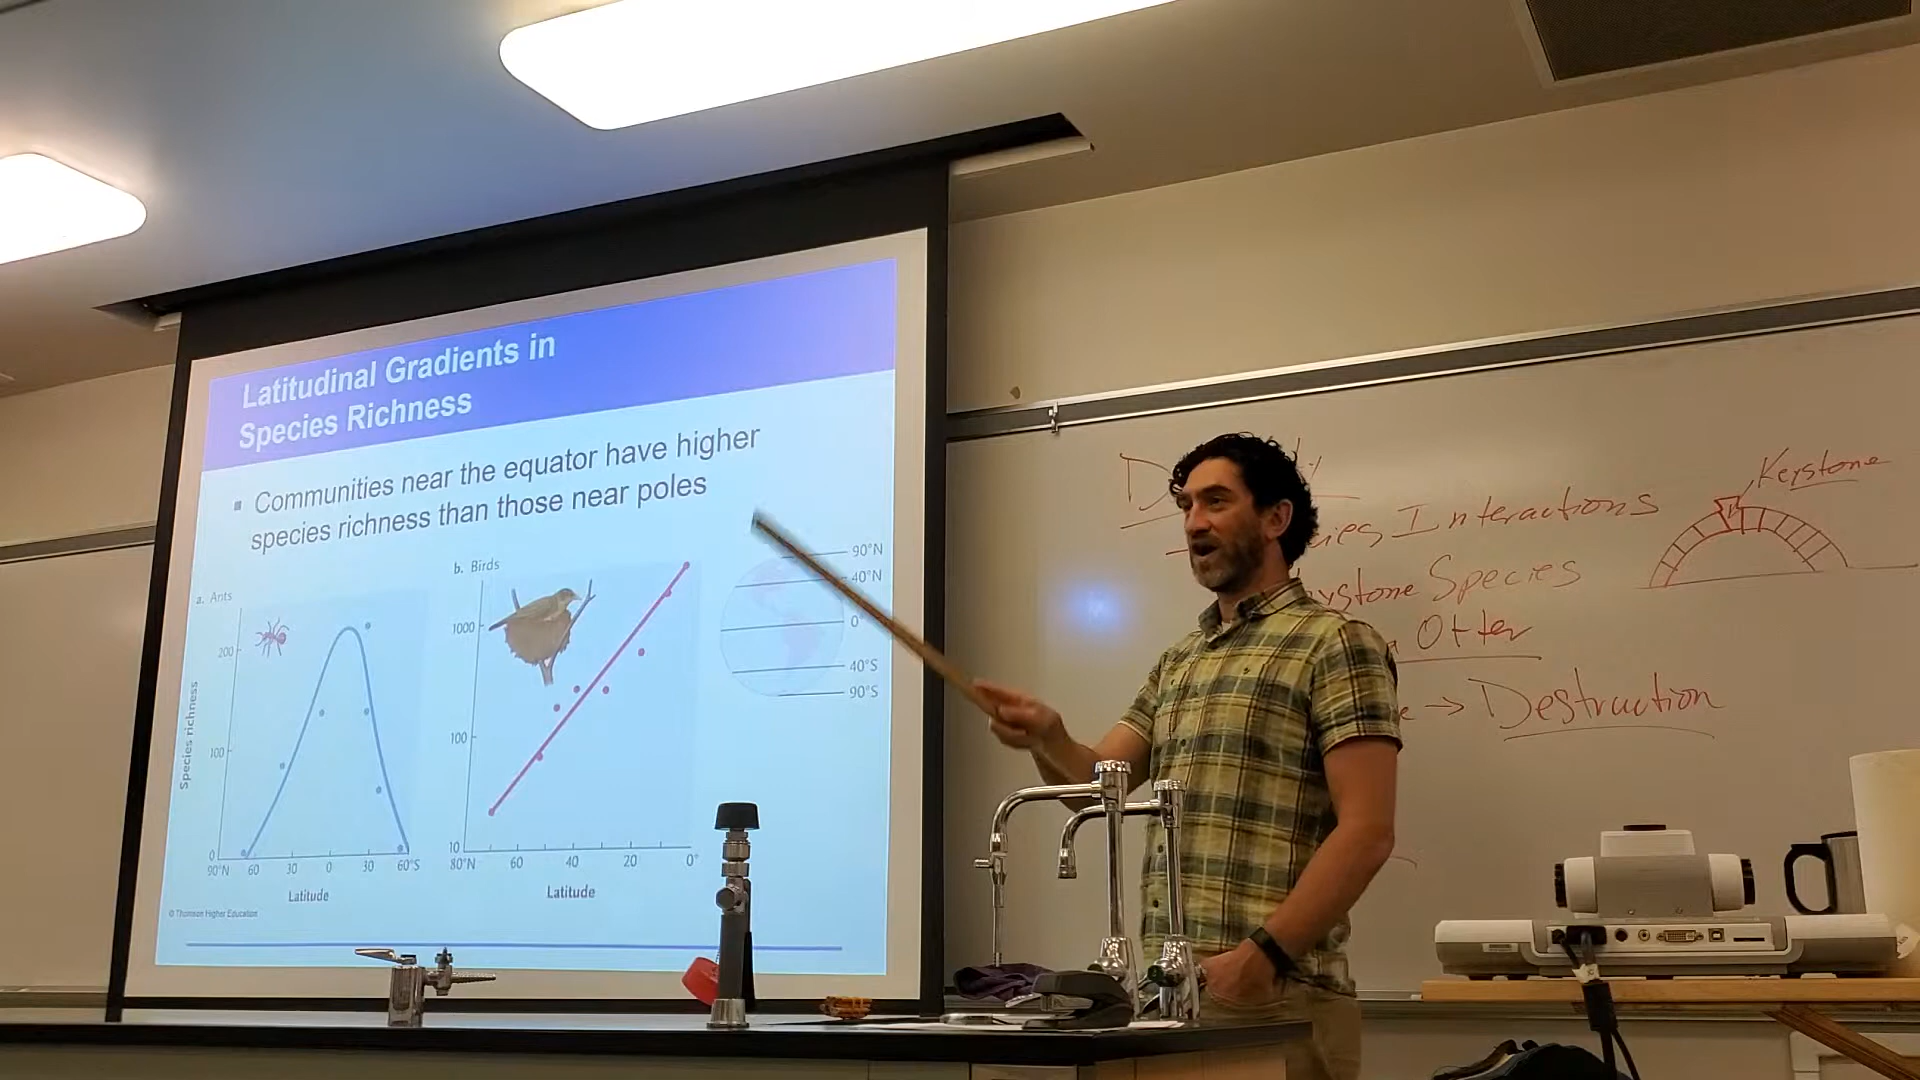 Latitudinal Gradients in
Species Richness
▪ Communities near the equator have higher
species richness than those near poles
a. Ants
200
100
0
Species richness
90°N 60 30 0 30 60°S
Latitude
b. Birds
1000
100
10
80°N 60 40 20 0°
Latitude
90°N
40°N
0°
40°S
90°S
© Thomson Higher Education
Interactions
Species
Otter
→ Destruction
Keystone